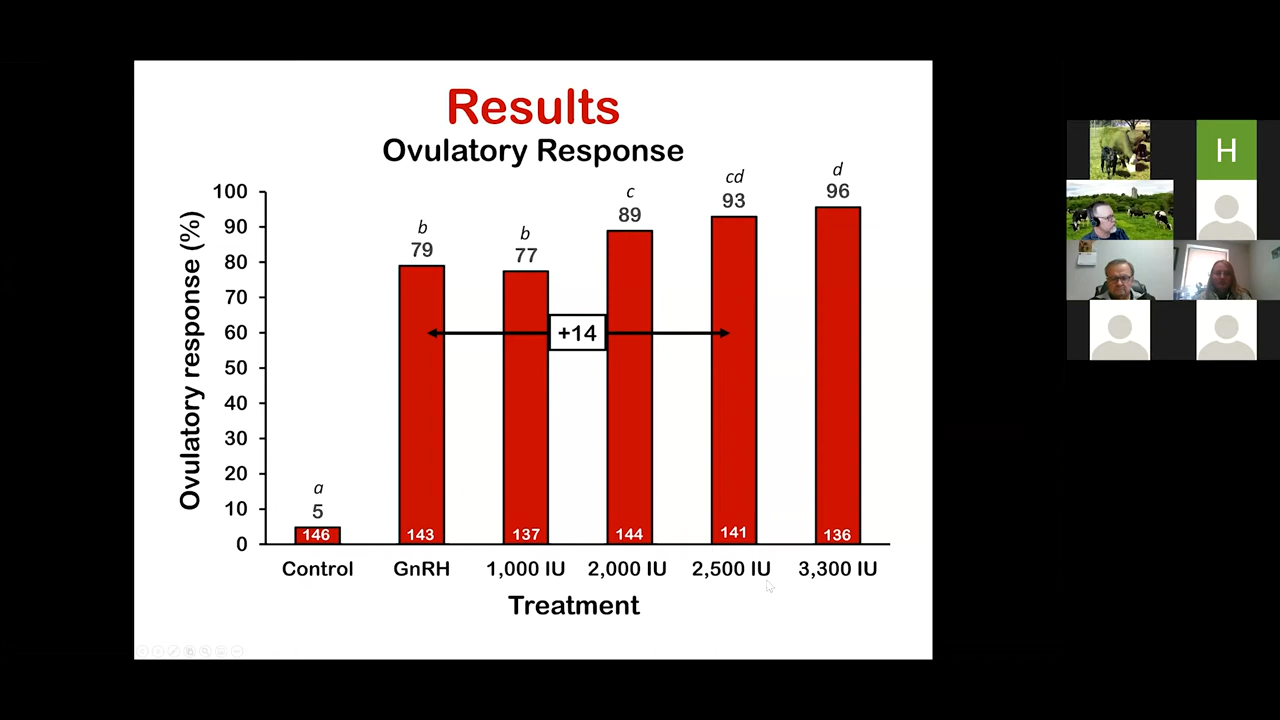 Results
Ovulatory Response
Ovulatory response (%)
100
90
80
70
60
50
40
30
20
10
0
a
5
146
b
79
143
b
77
137
c
89
144
cd
93
141
d
96
136
+14
Control GnRH 1,000 IU 2,000 IU 2,500 IU 3,300 IU
Treatment
H